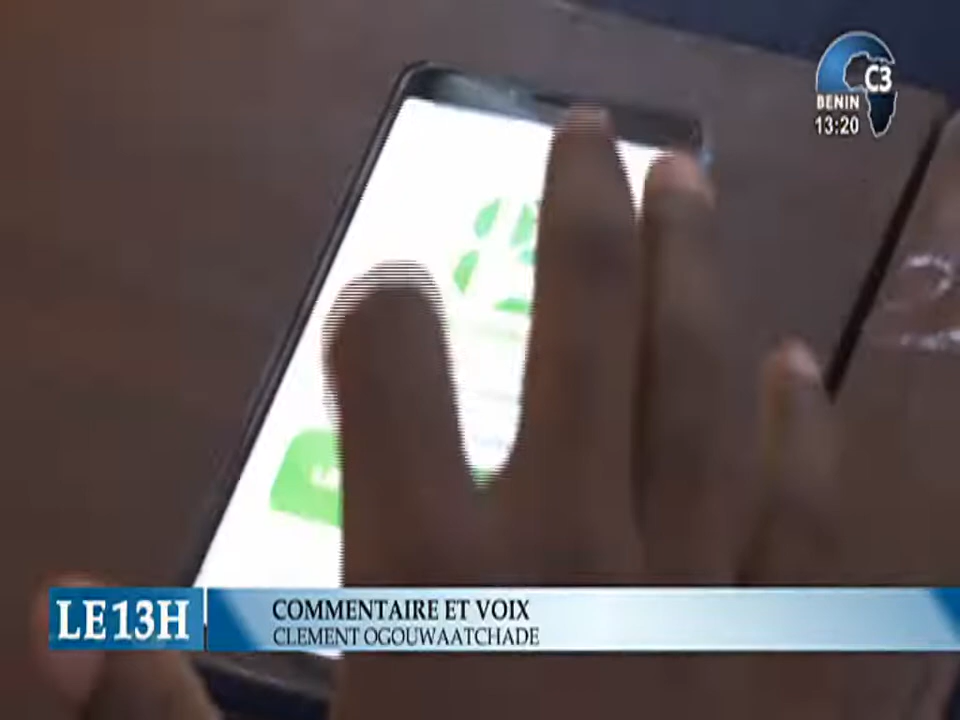 C3
BENIN
13:20
LE13H
COMMENTAIRE ET VOIX
CLEMENT OGOUWAATCHADE